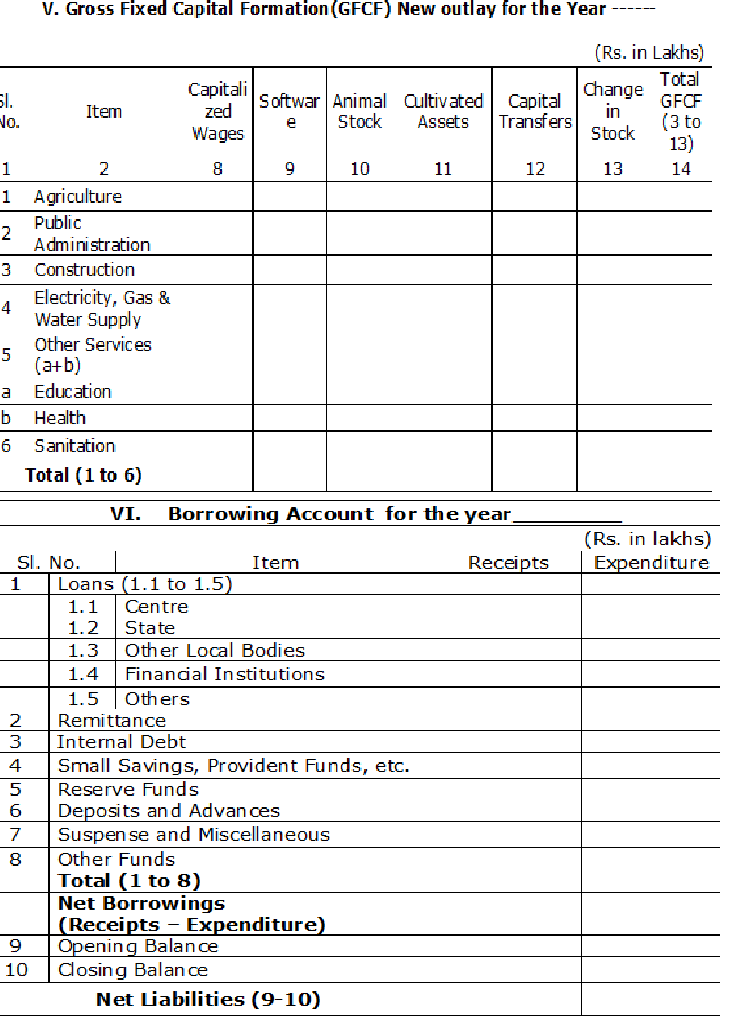 V. Gross Fixed Capital Formation(GFCF) New outlay for the Year ------
(Rs. in Lakhs)
Sl. No. Item Capitali zed Wages Softwar e Animal Stock Cultivated Assets Capital Transfers Change in Stock Total GFCF (3 to 13)
1 2 8 9 10 11 12 13 14
1 Agriculture
2 Public Administration
3 Construction
4 Electricity, Gas & Water Supply
5 Other Services (a+b)
a Education
b Health
6 Sanitation
Total (1 to 6)
VI. Borrowing Account for the year_________
(Rs. in lakhs)
Sl. No. Item Receipts Expenditure
1 Loans (1.1 to 1.5)
1.1 Centre
1.2 State
1.3 Other Local Bodies
1.4 Financial Institutions
1.5 Others
2 Remittance
3 Internal Debt
4 Small Savings, Provident Funds, etc.
5 Reserve Funds
6 Deposits and Advances
7 Suspense and Miscellaneous
8 Other Funds
Total (1 to 8)
Net Borrowings
(Receipts – Expenditure)
9 Opening Balance
10 Closing Balance
Net Liabilities (9-10)